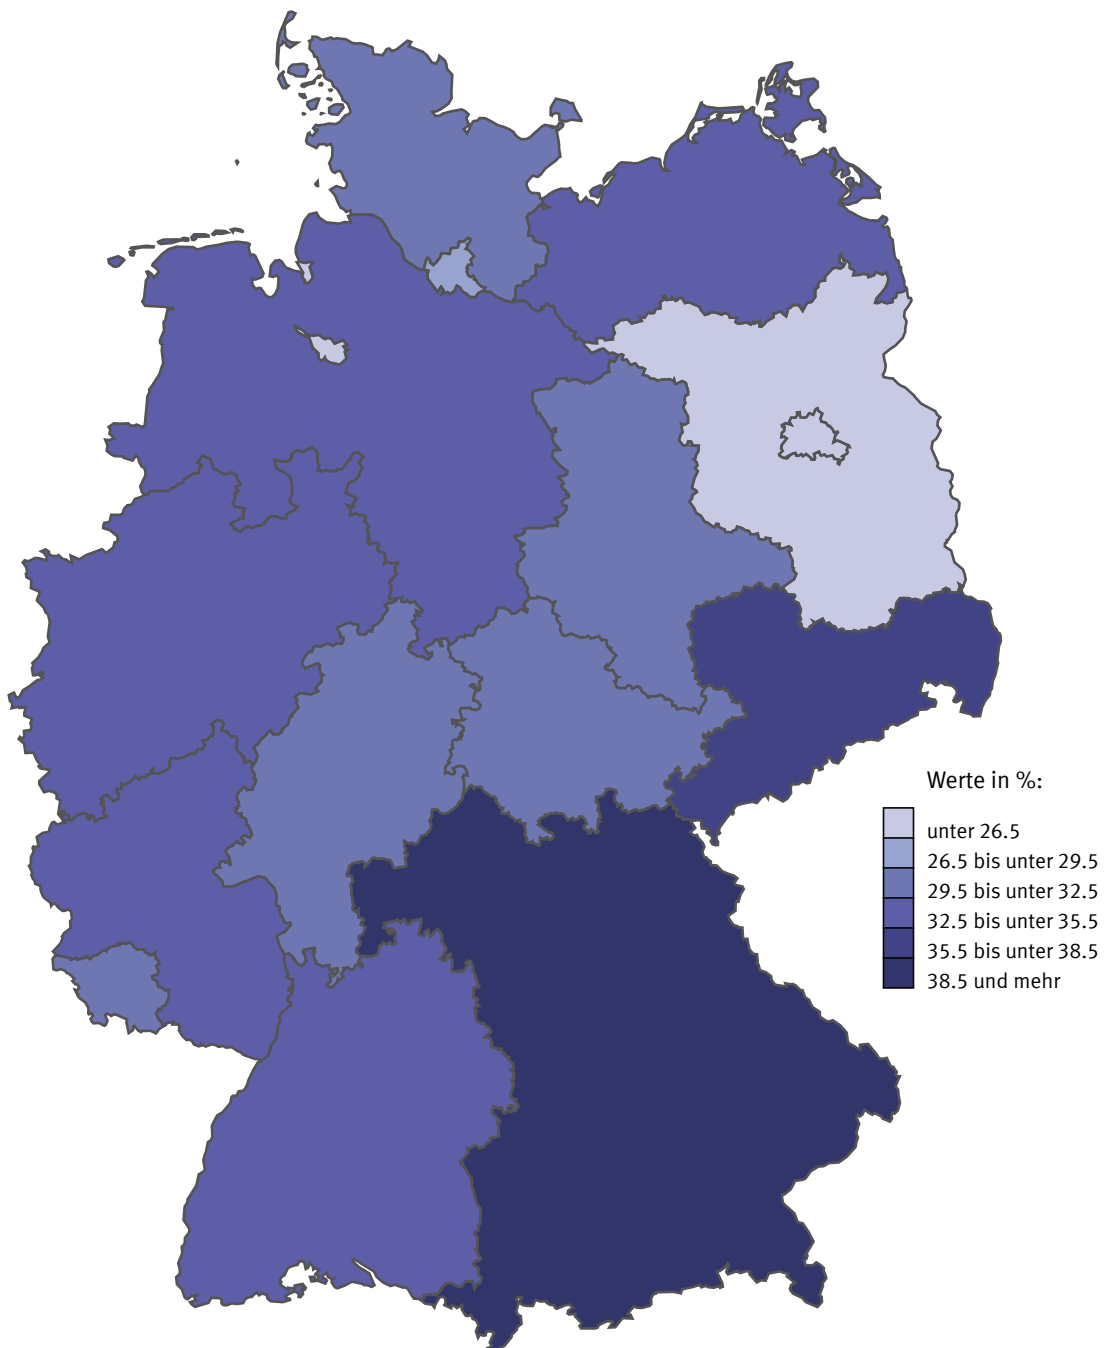 Werte in %:
unter 26.5
26.5 bis unter 29.5
29.5 bis unter 32.5
32.5 bis unter 35.5
35.5 bis unter 38.5
38.5 und mehr